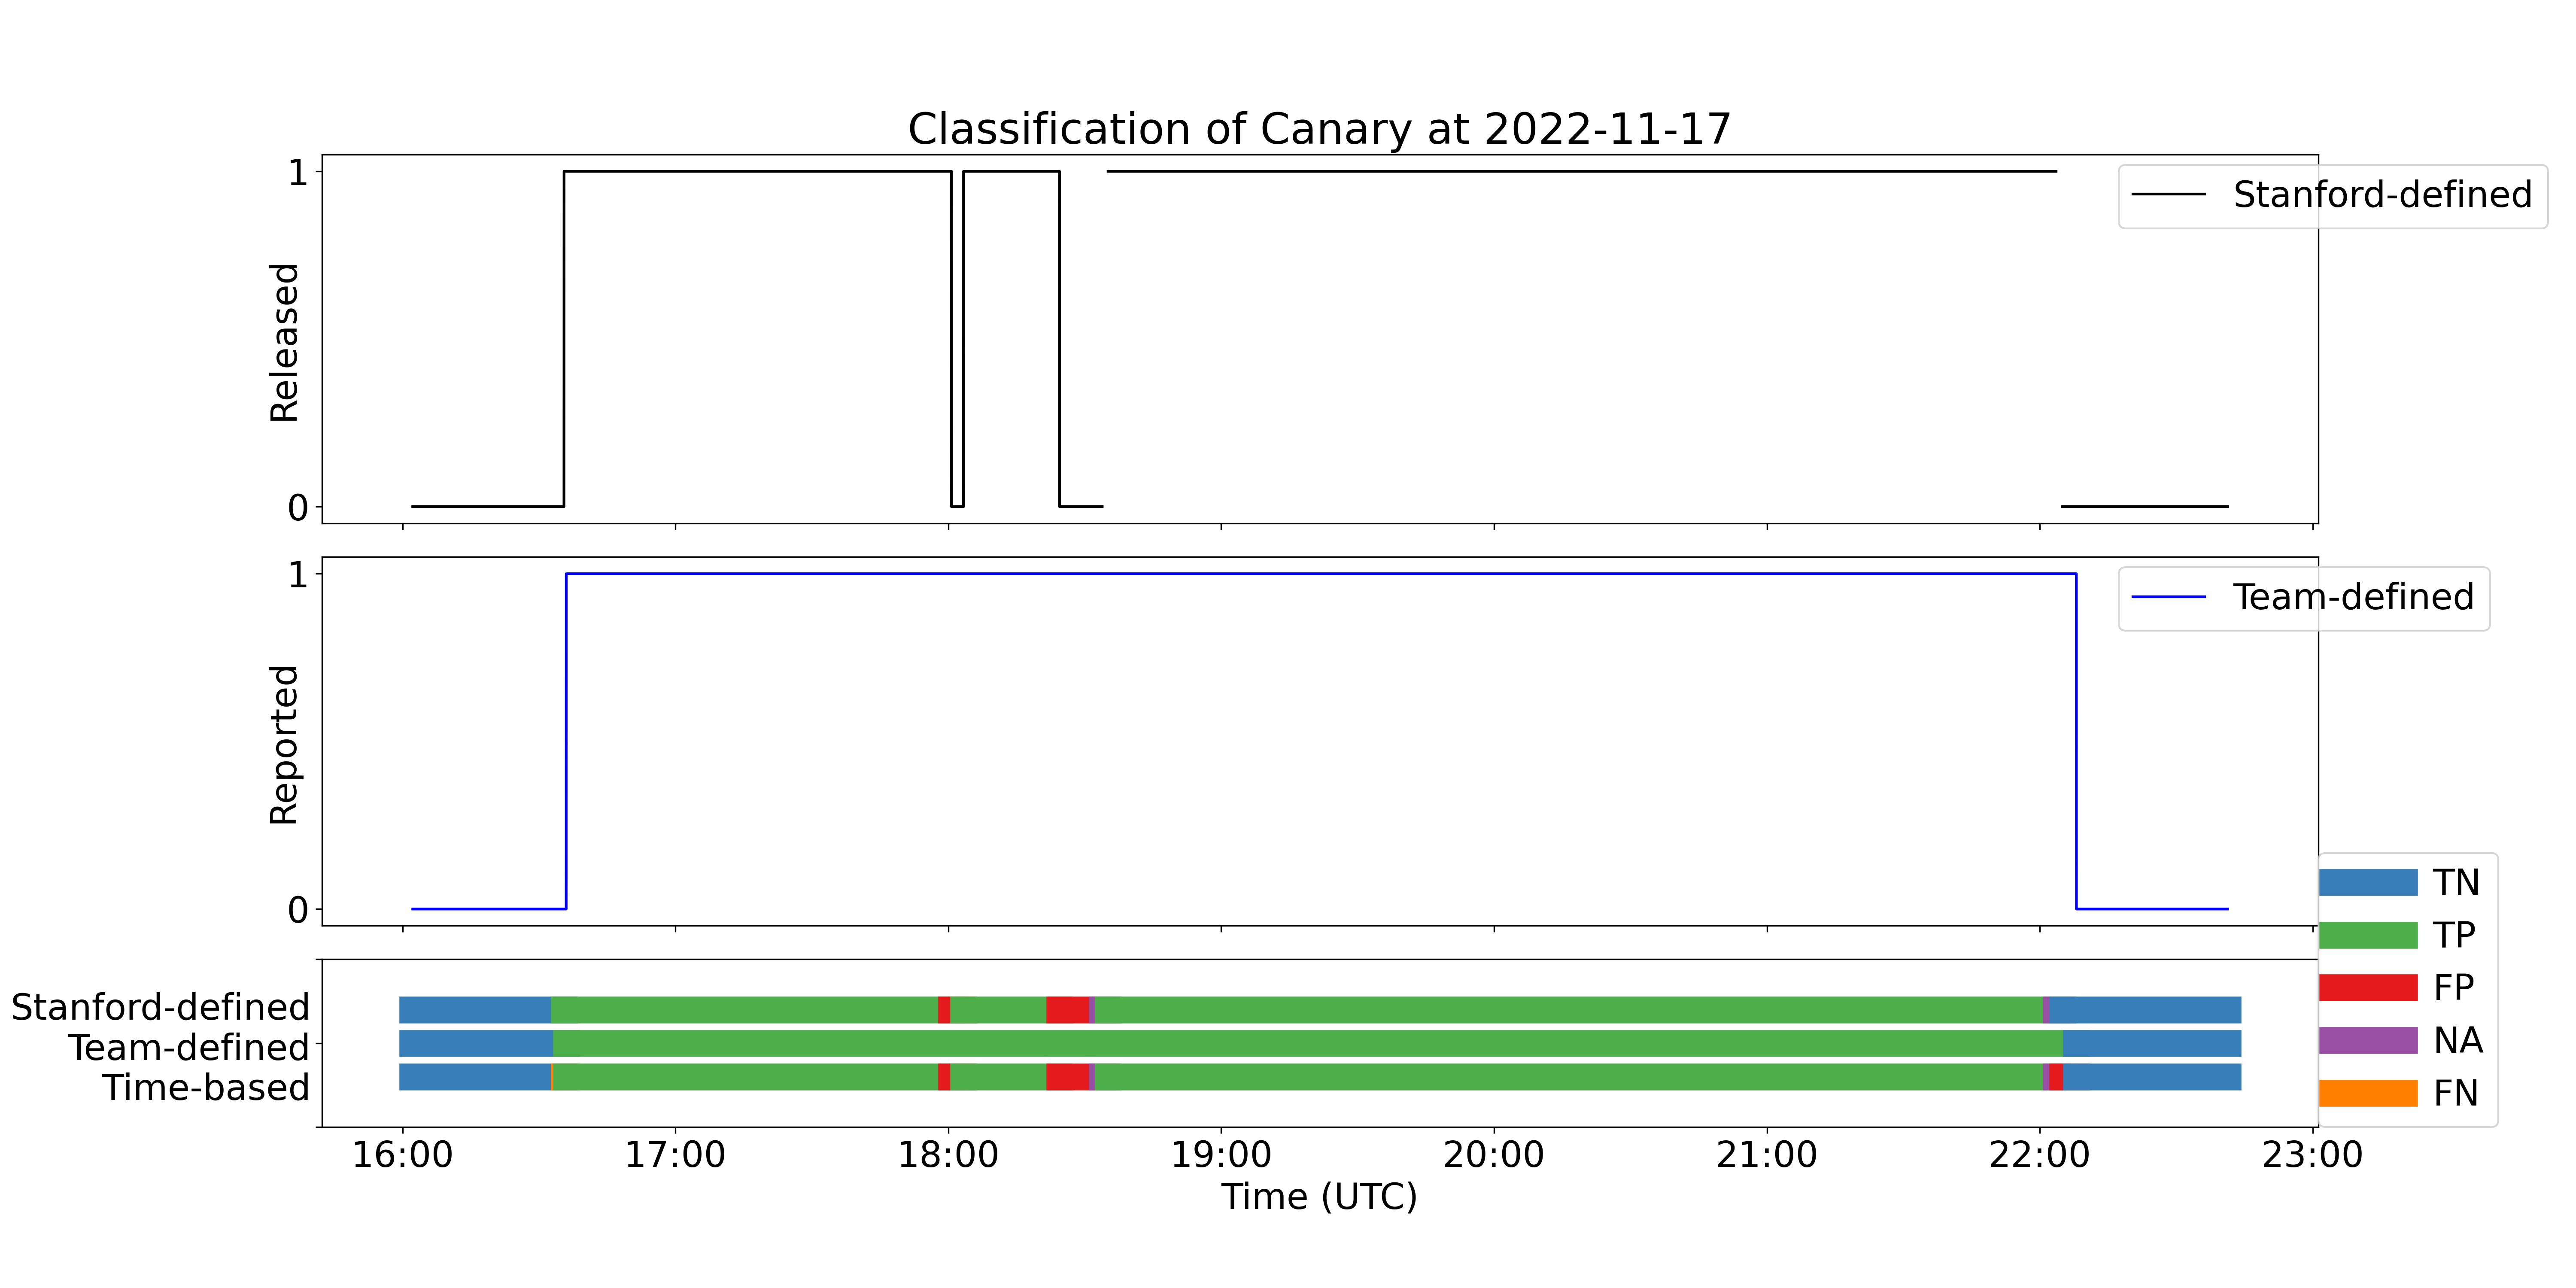 Classification of Canary at 2022-11-17
1
Released
0
Stanford-defined
1
Reported
0
Team-defined
Stanford-defined
Team-defined
Time-based
TN
TP
FP
NA
FN
16:00 17:00 18:00 19:00 20:00 21:00 22:00 23:00
Time (UTC)